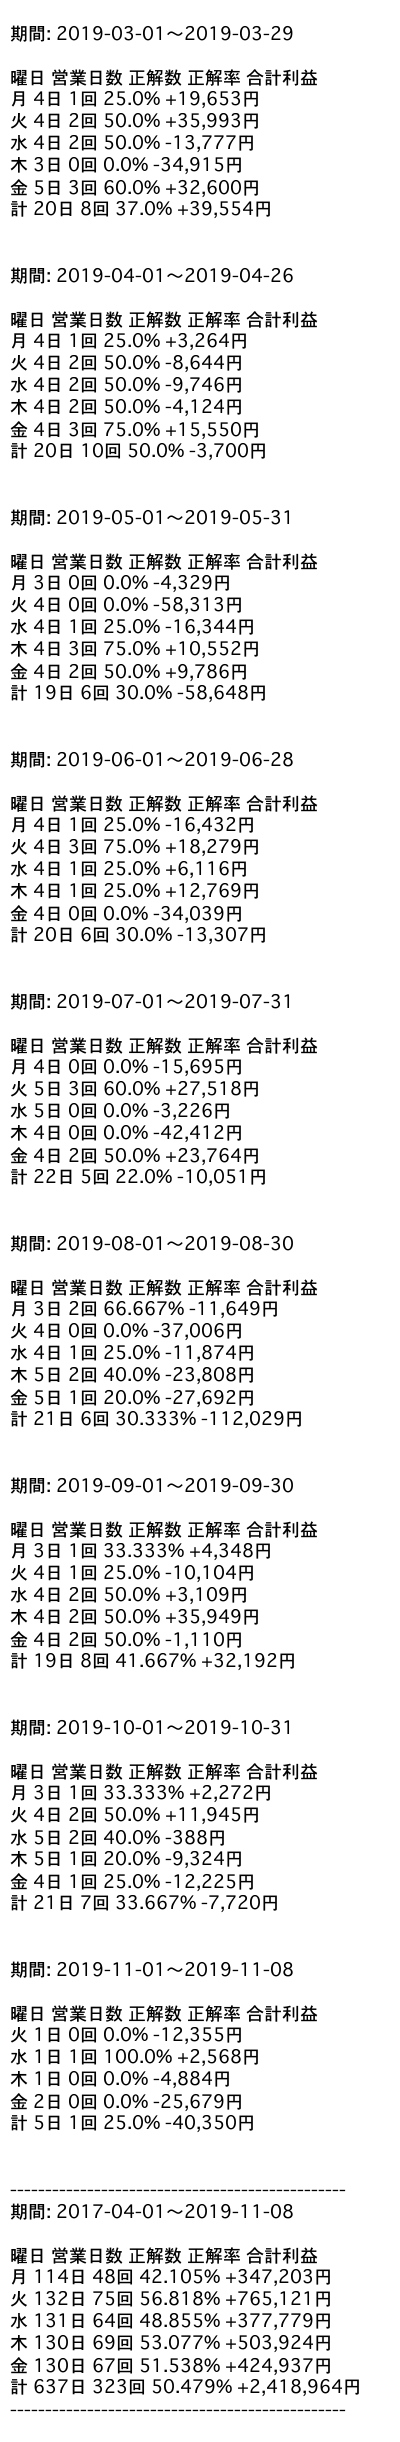 期間: 2019-03-01〜2019-03-29
曜日 営業日数 正解数 正解率 合計利益
月 4日 1回 25.0% +19,653円
火 4日 2回 50.0% +35,993円
水 4日 2回 50.0% -13,777円
木 3日 0回 0.0% -34,915円
金 5日 3回 60.0% +32,600円
計 20日 8回 37.0% +39,554円
期間: 2019-04-01〜2019-04-26
曜日 営業日数 正解数 正解率 合計利益
月 4日 1回 25.0% +3,264円
火 4日 2回 50.0% -8,644円
水 4日 2回 50.0% -9,746円
木 4日 2回 50.0% -4,124円
金 4日 3回 75.0% +15,550円
計 20日 10回 50.0% -3,700円
期間: 2019-05-01〜2019-05-31
曜日 営業日数 正解数 正解率 合計利益
月 3日 0回 0.0% -4,329円
火 4日 0回 0.0% -58,313円
水 4日 1回 25.0% -16,344円
木 4日 3回 75.0% +10,552円
金 4日 2回 50.0% +9,786円
計 19日 6回 30.0% -58,648円
期間: 2019-06-01〜2019-06-28
曜日 営業日数 正解数 正解率 合計利益
月 4日 1回 25.0% -16,432円
火 4日 3回 75.0% +18,279円
水 4日 1回 25.0% +6,116円
木 4日 1回 25.0% +12,769円
金 4日 0回 0.0% -34,039円
計 20日 6回 30.0% -13,307円
期間: 2019-07-01〜2019-07-31
曜日 営業日数 正解数 正解率 合計利益
月 4日 0回 0.0% -15,695円
火 5日 3回 60.0% +27,518円
水 5日 0回 0.0% -3,226円
木 4日 0回 0.0% -42,412円
金 4日 2回 50.0% +23,764円
計 22日 5回 22.0% -10,051円
期間: 2019-08-01〜2019-08-30
曜日 営業日数 正解数 正解率 合計利益
月 3日 2回 66.667% -11,649円
火 4日 0回 0.0% -37,006円
水 4日 1回 25.0% -11,874円
木 5日 2回 40.0% -23,808円
金 5日 1回 20.0% -27,692円
計 21日 6回 30.333% -112,029円
期間: 2019-09-01〜2019-09-30
曜日 営業日数 正解数 正解率 合計利益
月 3日 1回 33.333% +4,348円
火 4日 1回 25.0% -10,104円
水 4日 2回 50.0% +3,109円
木 4日 2回 50.0% +35,949円
金 4日 2回 50.0% -1,110円
計 19日 8回 41.667% +32,192円
期間: 2019-10-01〜2019-10-31
曜日 営業日数 正解数 正解率 合計利益
月 3日 1回 33.333% +2,272円
火 4日 2回 50.0% +11,945円
水 5日 2回 40.0% -388円
木 5日 1回 20.0% -9,324円
金 4日 1回 25.0% -12,225円
計 21日 7回 33.667% -7,720円
期間: 2019-11-01〜2019-11-08
曜日 営業日数 正解数 正解率 合計利益
火 1日 0回 0.0% -12,355円
水 1日 1回 100.0% +2,568円
木 1日 0回 0.0% -4,884円
金 2日 0回 0.0% -25,679円
計 5日 1回 25.0% -40,350円
------------------------------------------------
期間: 2017-04-01〜2019-11-08
曜日 営業日数 正解数 正解率 合計利益
月 114日 48回 42.105% +347,203円
火 132日 75回 56.818% +765,121円
水 131日 64回 48.855% +377,779円
木 130日 69回 53.077% +503,924円
金 130日 67回 51.538% +424,937円
計 637日 323回 50.479% +2,418,964円
------------------------------------------------